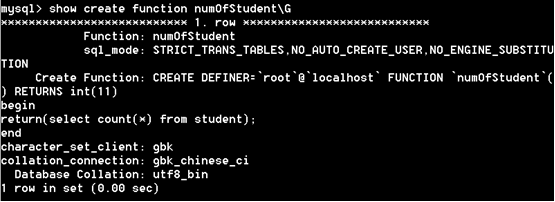 mysql> show create function numOfStudent\G
*************************** 1. row ***************************
Function: numOfStudent
sql_mode: STRICT_TRANS_TABLES,NO_AUTO_CREATE_USER,NO_ENGINE_SUBSTITU
TION
Create Function: CREATE DEFINER=`root`@`localhost` FUNCTION `numOfStudent`(
) RETURNS int(11)
begin
return(select count(*) from student);
end
character_set_client: gbk
collation_connection: gbk_chinese_ci
Database Collation: utf8_bin
1 row in set (0.00 sec)